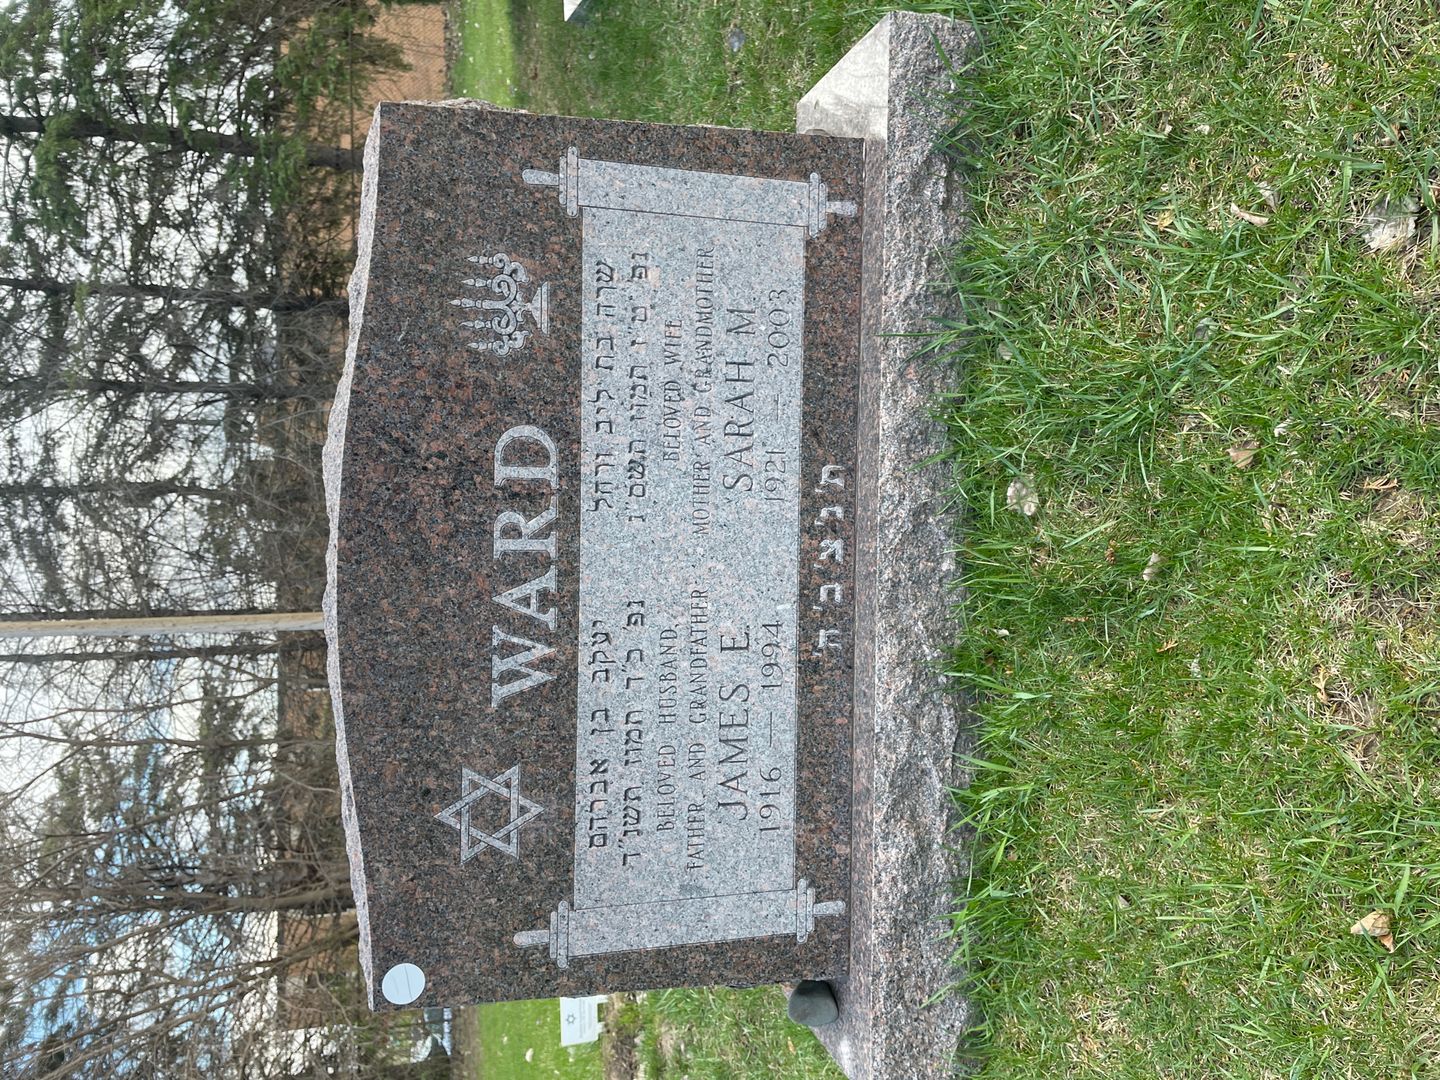 WARD
יעקב בן אברהם
נפ׳ כ״ד תמוז תשנ״ד
BELOVED HUSBAND,
FATHER AND GRANDFATHER
JAMES E.
1916 — 1994
שרה בת ליב ורחל
נפ׳ ט״ז תמוז תשס״ג
BELOVED WIFE
MOTHER AND GRANDMOTHER
SARAH M.
1921 — 2003
ת׳נ׳צ׳ב׳ה׳